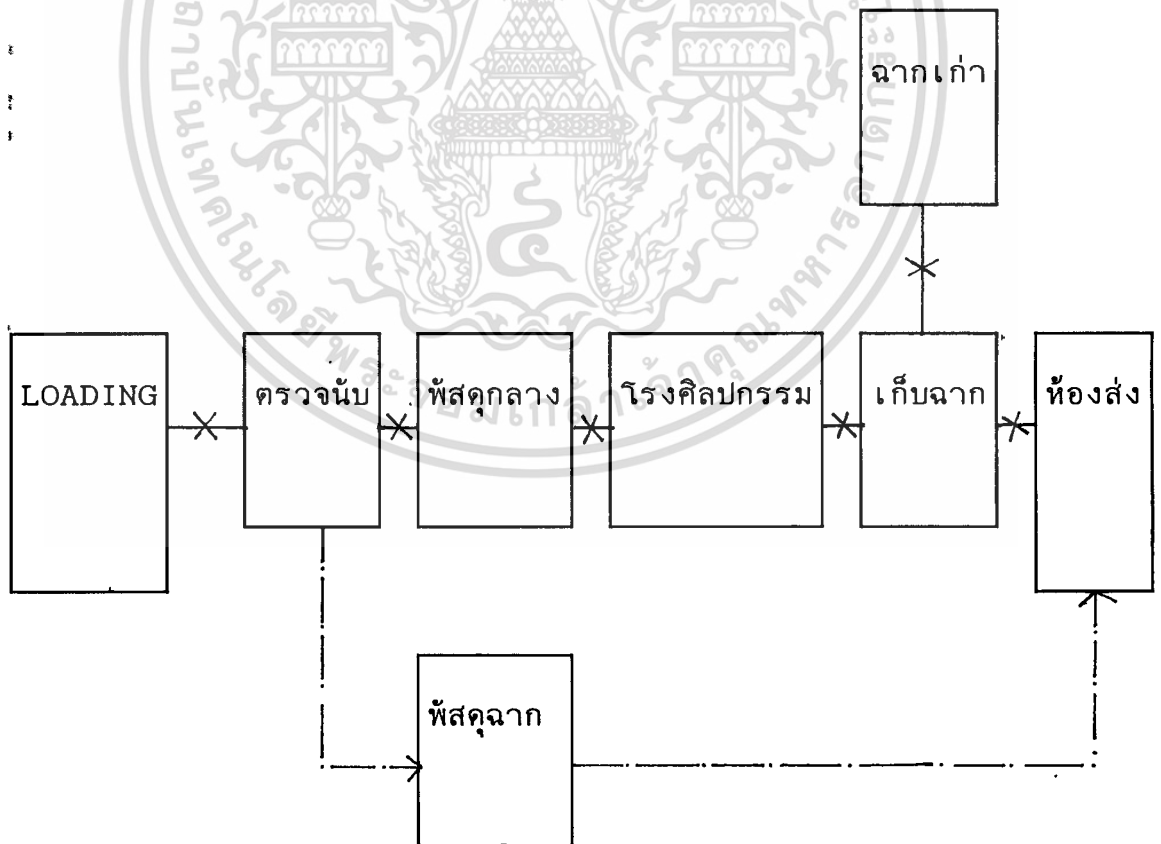 ฉากเก่า
LOADING
ตรวจนับ
พัสดุกลาง
โรงศิลปกรรม
เก็บฉาก
ห้องส่ง
พัสดุฉาก